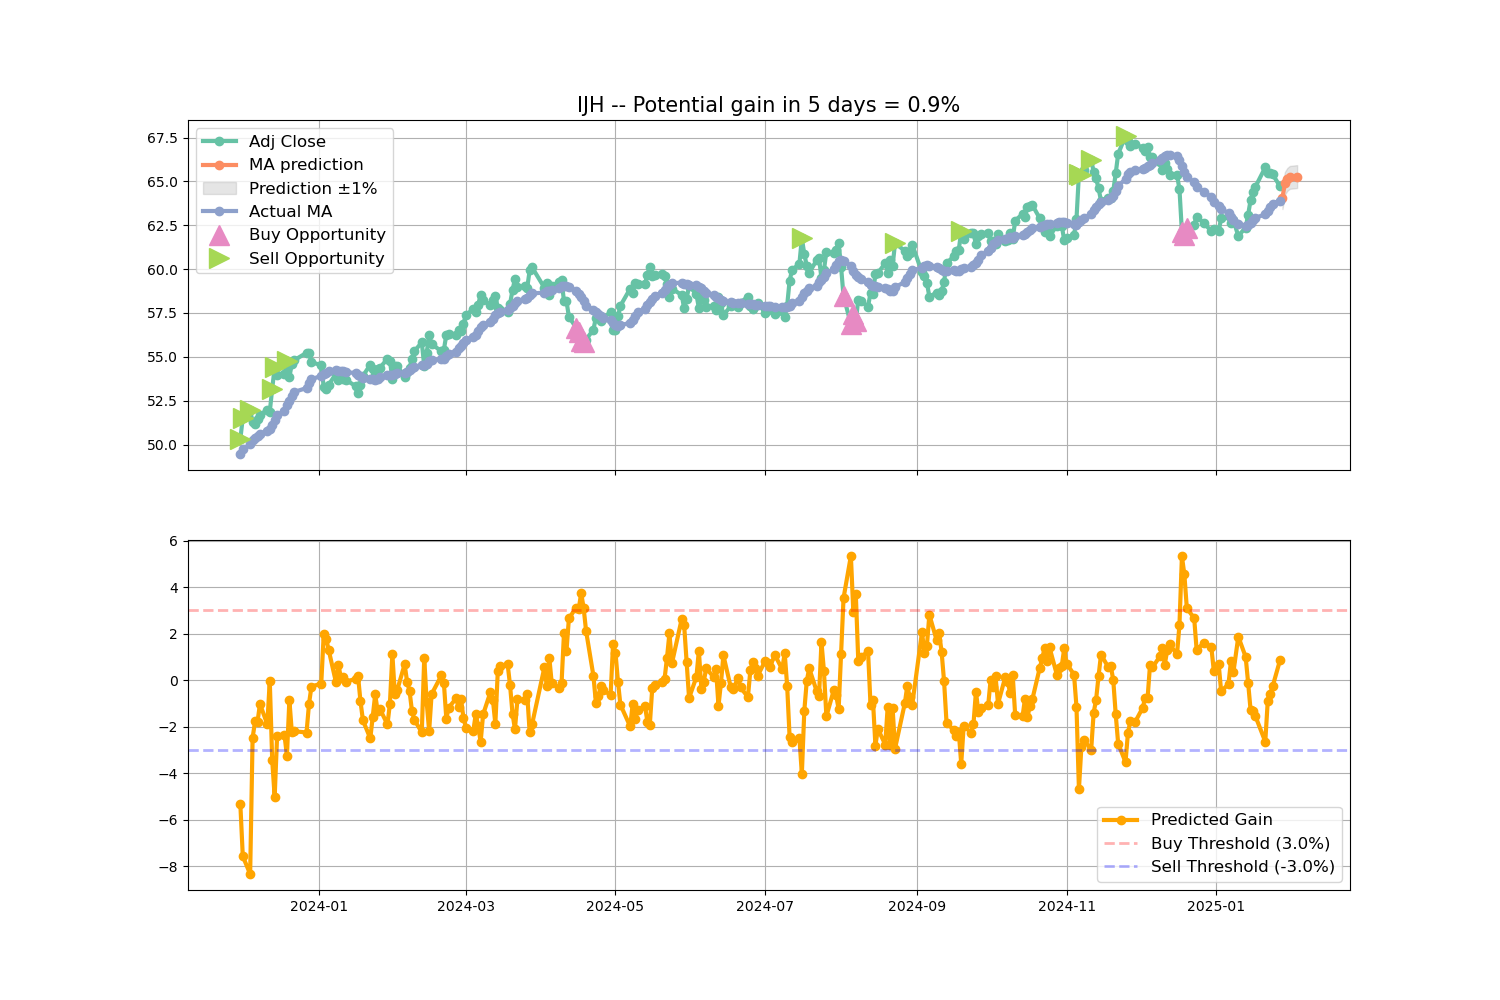 IJH -- Potential gain in 5 days = 0.9%
67.5
65.0
62.5
60.0
57.5
55.0
52.5
50.0
Adj Close
MA prediction
Prediction ±1%
Actual MA
Buy Opportunity
Sell Opportunity
6
4
2
0
−2
−4
−6
−8
Predicted Gain
Buy Threshold (3.0%)
Sell Threshold (-3.0%)
2024-01
2024-03
2024-05
2024-07
2024-09
2024-11
2025-01